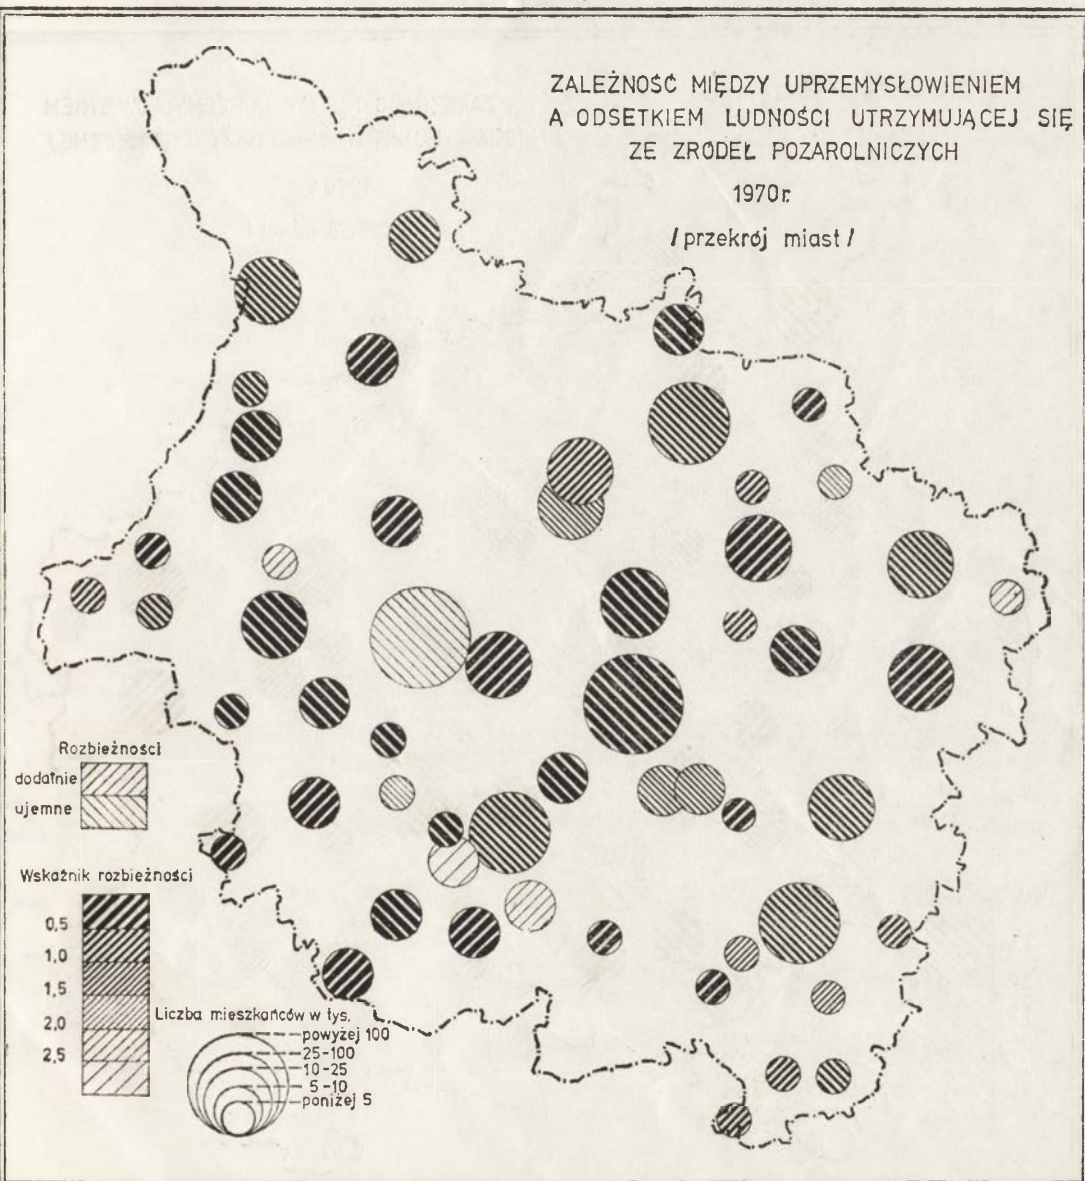 ZALEŻNOŚĆ MIĘDZY UPRZEMYSŁOWIENIEM
A ODSETKIEM LUDNOŚCI UTRZYMUJĄCEJ SIĘ
ZE ZRÓDEŁ POZAROLNICZYCH
1970r.
/przekrój miast/
Rozbieżności
dodatnie
ujemne
Wskaźnik rozbieżności
0,5
1,0
1,5
2,0
2,5
Liczba mieszkańców w tys.
powyżej 100
25-100
10-25
5-10
poniżej 5